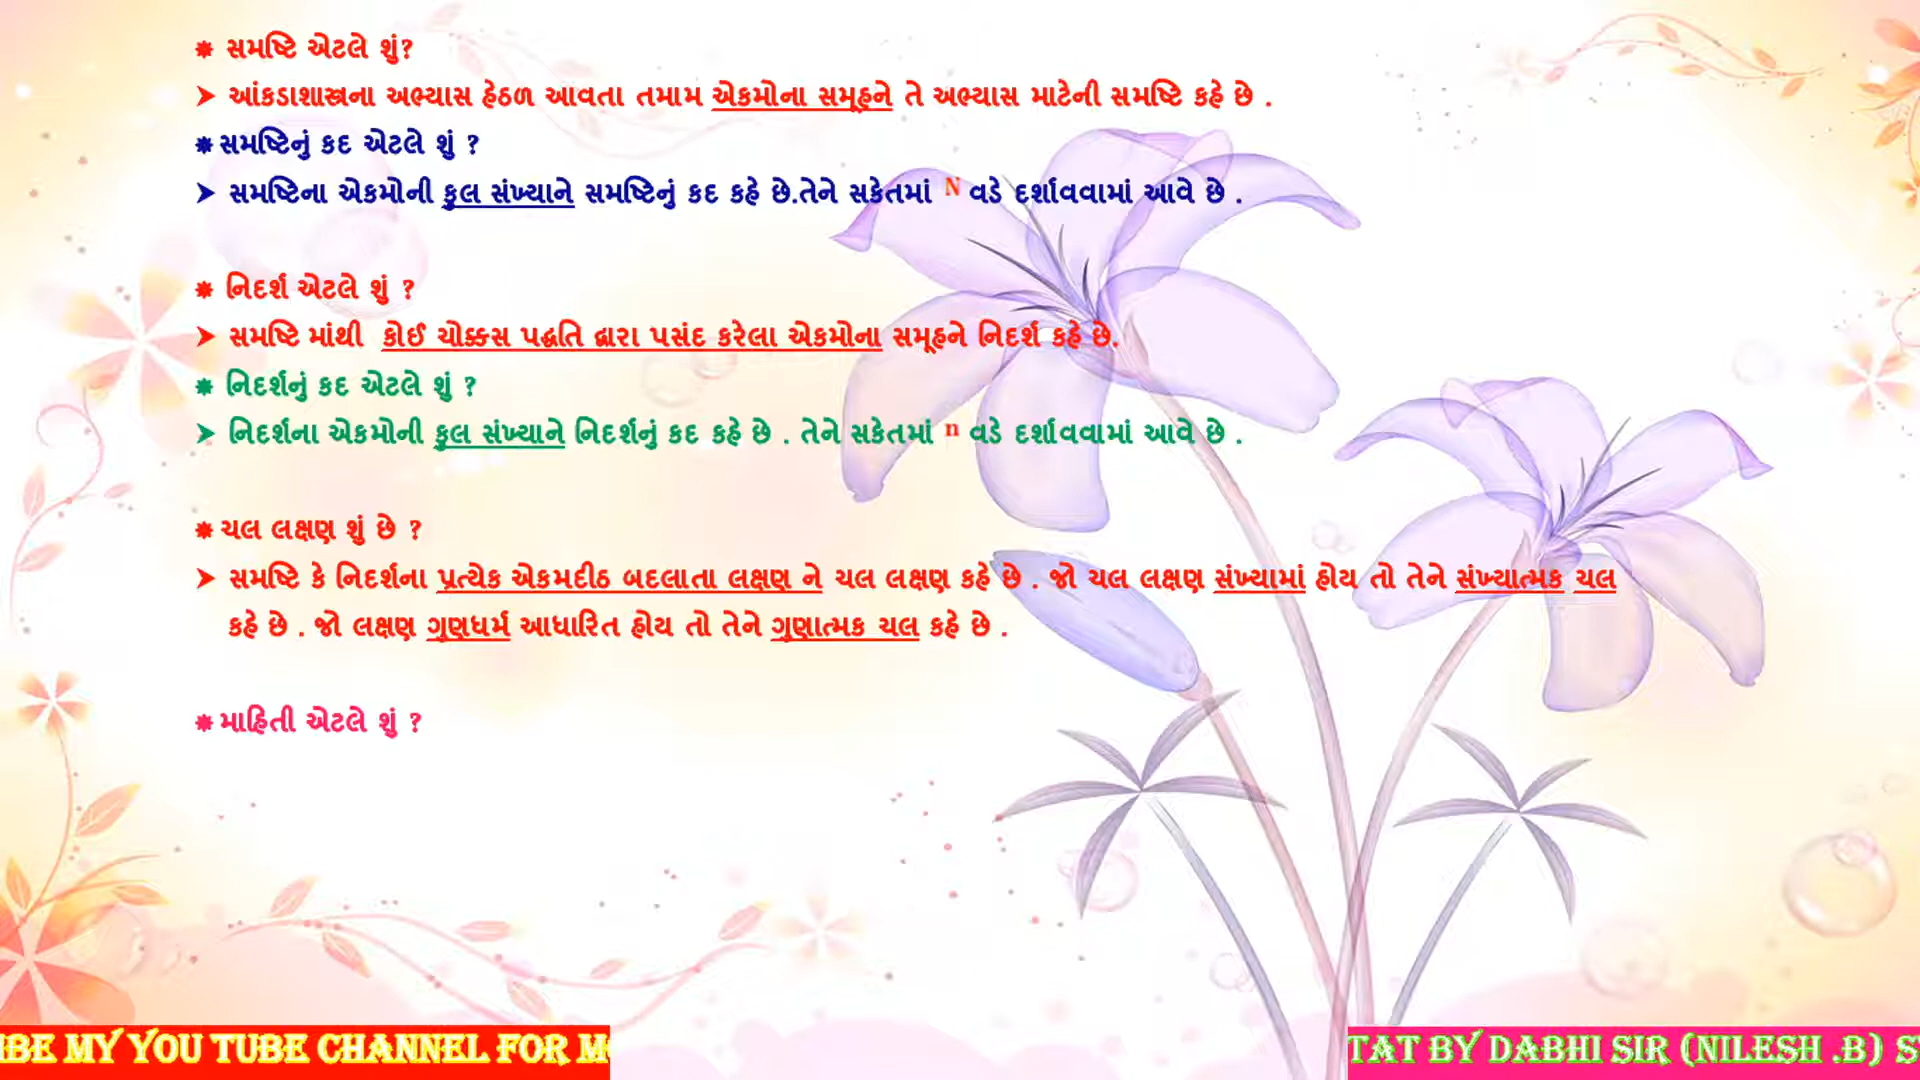 ⁕ સમષ્ટિ એટલે શું?
➤ આંકડાશાસ્ત્રના અભ્યાસ હેઠળ આવતા તમામ એકમોના સમૂહને તે અભ્યાસ માટેની સમષ્ટિ કહે છે .
⁕ સમષ્ટિનું કદ એટલે શું ?
➤ સમષ્ટિના એકમોની કુલ સંખ્યાને સમષ્ટિનું કદ કહે છે.તેને સકેતમાં N વડે દર્શાવવામાં આવે છે .
⁕ નિદર્શ એટલે શું ?
➤ સમષ્ટિ માંથી કોઈ ચોક્કસ પદ્ધતિ દ્વારા પસંદ કરેલા એકમોના સમૂહને નિદર્શ કહે છે.
⁕ નિદર્શનું કદ એટલે શું ?
➤ નિદર્શના એકમોની કુલ સંખ્યાને નિદર્શનું કદ કહે છે . તેને સકેતમાં n વડે દર્શાવવામાં આવે છે .
⁕ ચલ લક્ષણ શું છે ?
➤ સમષ્ટિ કે નિદર્શના પ્રત્યેક એકમદીઠ બદલાતા લક્ષણ ને ચલ લક્ષણ કહે છે . જો ચલ લક્ષણ સંખ્યામાં હોય તો તેને સંખ્યાત્મક ચલ
કહે છે . જો લક્ષણ ગુણધર્મ આધારિત હોય તો તેને ગુણાત્મક ચલ કહે છે .
⁕ માહિતી એટલે શું ?
IBE MY YOU TUBE CHANNEL FOR M
TAT BY DABHI SIR (NILESH .B) S